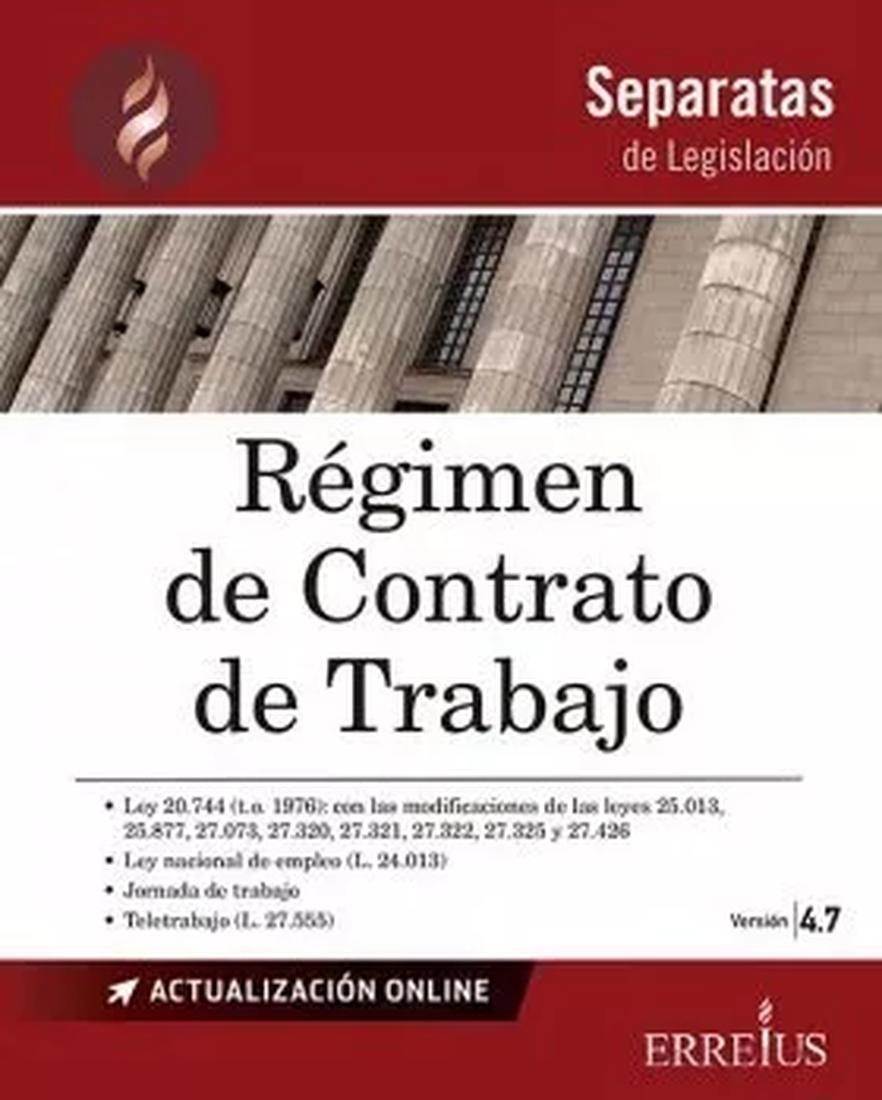 Separatas
de Legislación
Régimen
de Contrato
de Trabajo
• Ley 20.744 (t.o. 1976): con las modificaciones de las leyes 25.013,
25.877, 27.073, 27.320, 27.321, 27.322, 27.325 y 27.426
• Ley nacional de empleo (L. 24.013)
• Jornada de trabajo
• Teletrabajo (L. 27.555)
Versión 4.7
ACTUALIZACIÓN ONLINE
ERREIUS